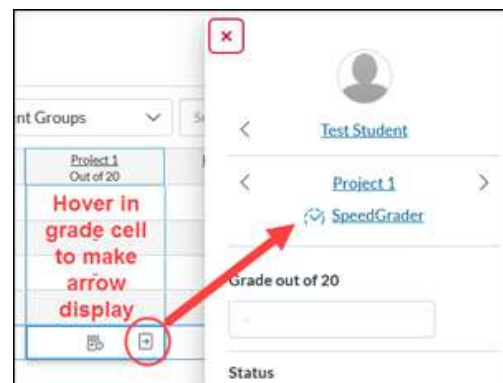 ×
nt Groups
Project 1
Out of 20
Hover in
grade cell
to make
arrow
display
Test Student
Project 1
SpeedGrader
Grade out of 20
-
Status